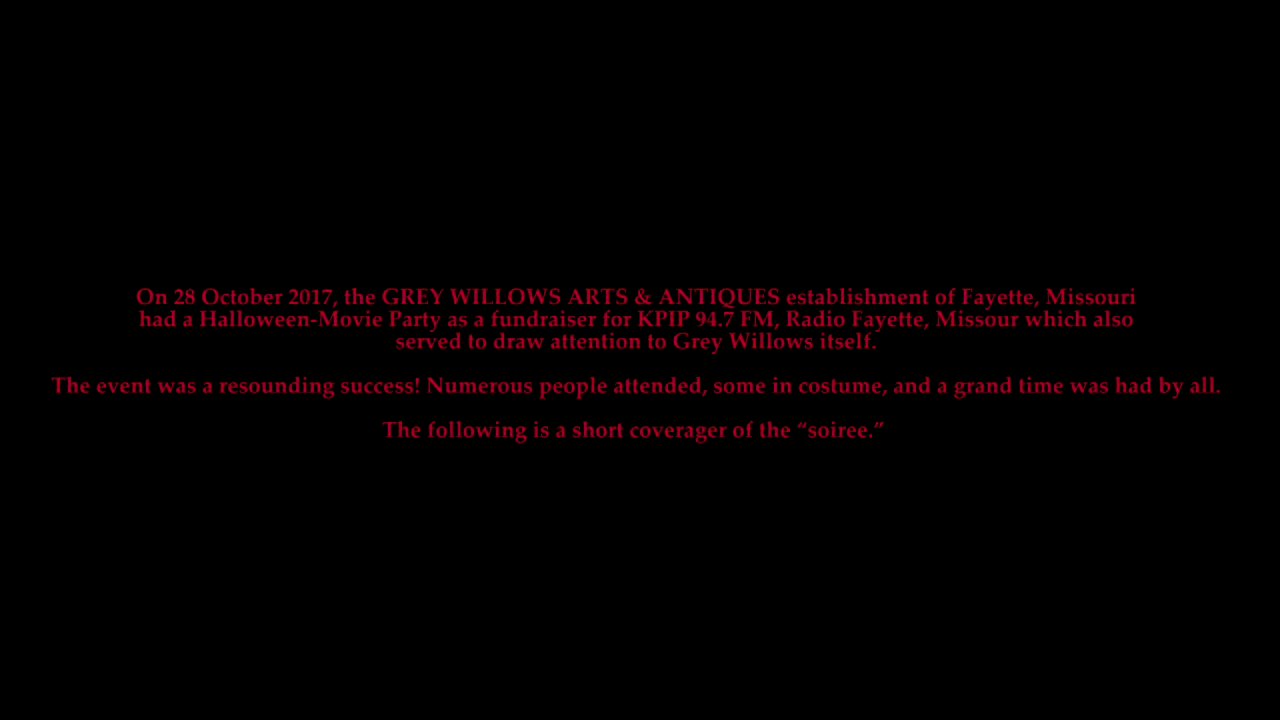 On 28 October 2017, the GREY WILLOWS ARTS & ANTIQUES establishment of Fayette, Missouri
had a Halloween-Movie Party as a fundraiser for KPIP 94.7 FM, Radio Fayette, Missour which also
served to draw attention to Grey Willows itself.
The event was a resounding success! Numerous people attended, some in costume, and a grand time was had by all.
The following is a short coverager of the “soiree.”